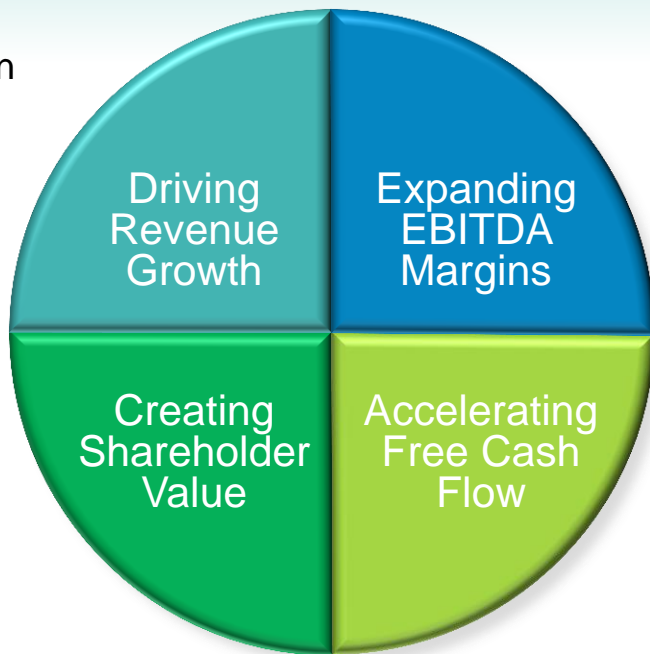 Driving
Revenue
Growth
Expanding
EBITDA
Margins
Creating
Shareholder
Value
Accelerating
Free Cash
Flow